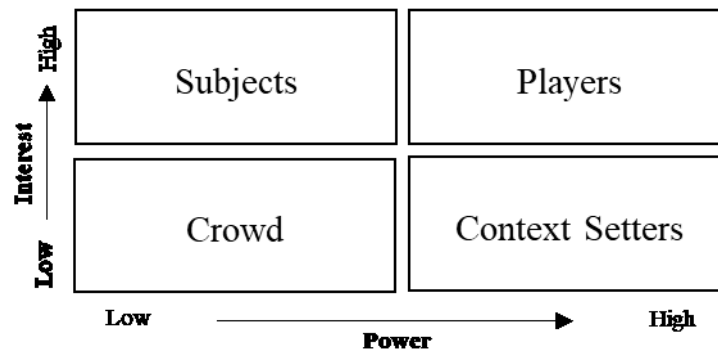 High
Subjects
Players
Interest
Low
Crowd
Context Setters
Low
High
Power